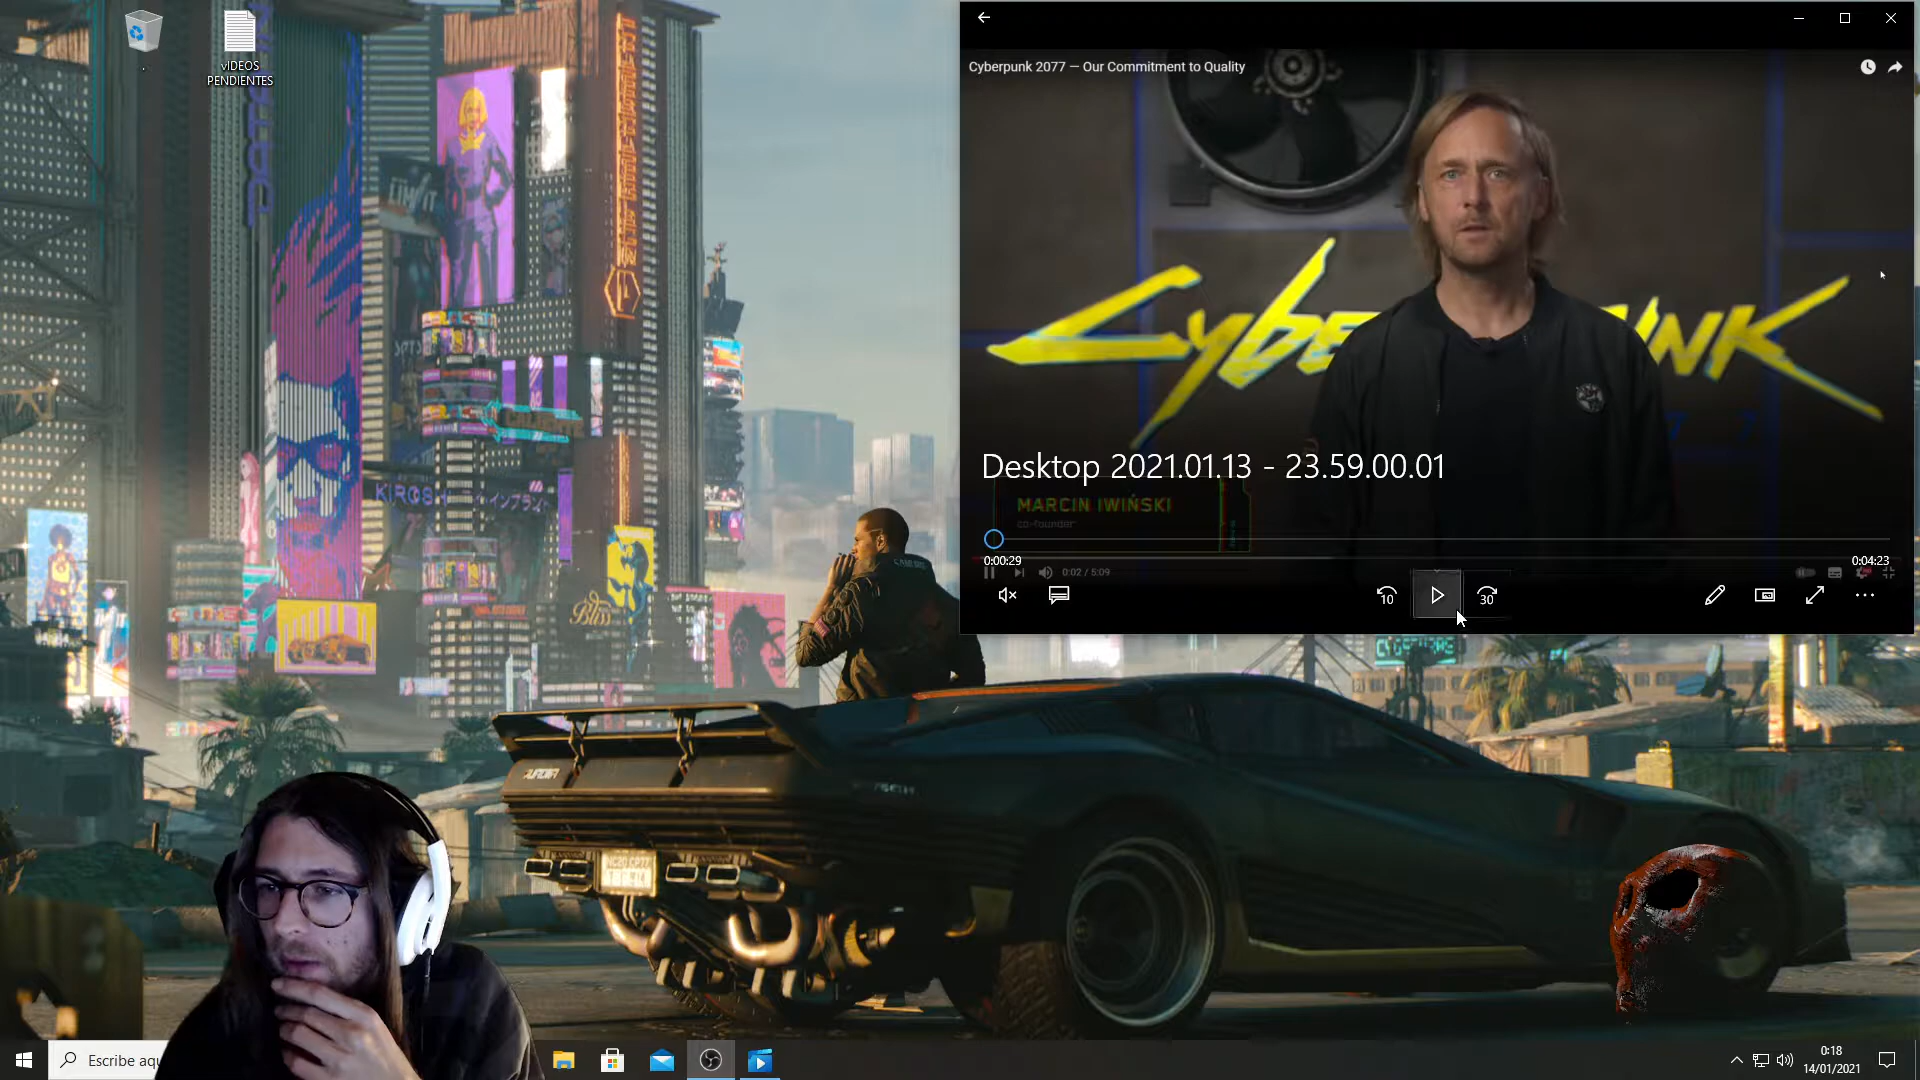 vIDEOS
PENDIENTES
Cyberpunk 2077 — Our Commitment to Quality
Desktop 2021.01.13 - 23.59.00.01
MARCIN IWIŃSKI
co-founder
0:00:29
0:04:23
0:02 / 5:09
10
30
KIROSHI
Bliss
Escribe aqu
0:18
14/01/2021